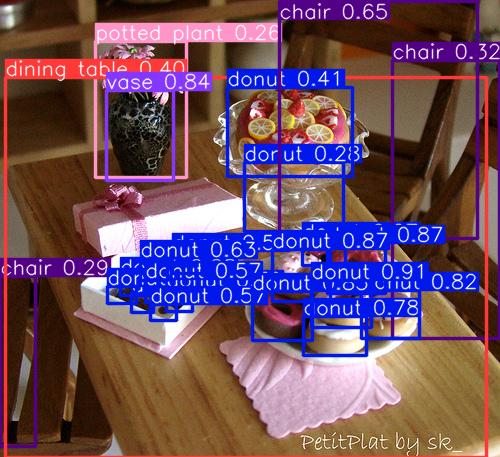 chair 0.65
potted plant 0.26
chair 0.32
dining table 0.40
vase 0.84
donut 0.41
donut 0.28
0.87
donut 0.87
donut 0.63
chair 0.29
0.57
donut 0.91
0.82
donut 0.57
donut 0.78
PetitPlat by sk_